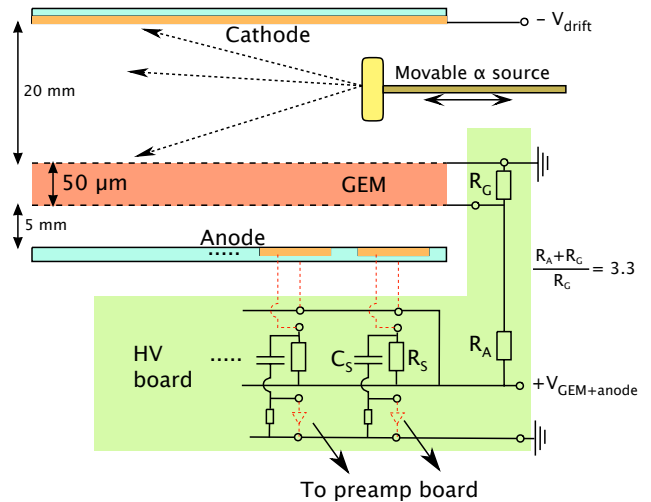 – V_drift
Cathode
20 mm
Movable α source
50 μm
GEM
R_G
5 mm
Anode
.....
R_A+R_G
R_G
= 3.3
HV
board
.....
C_S
R_S
R_A
+V_GEM+anode
To preamp board